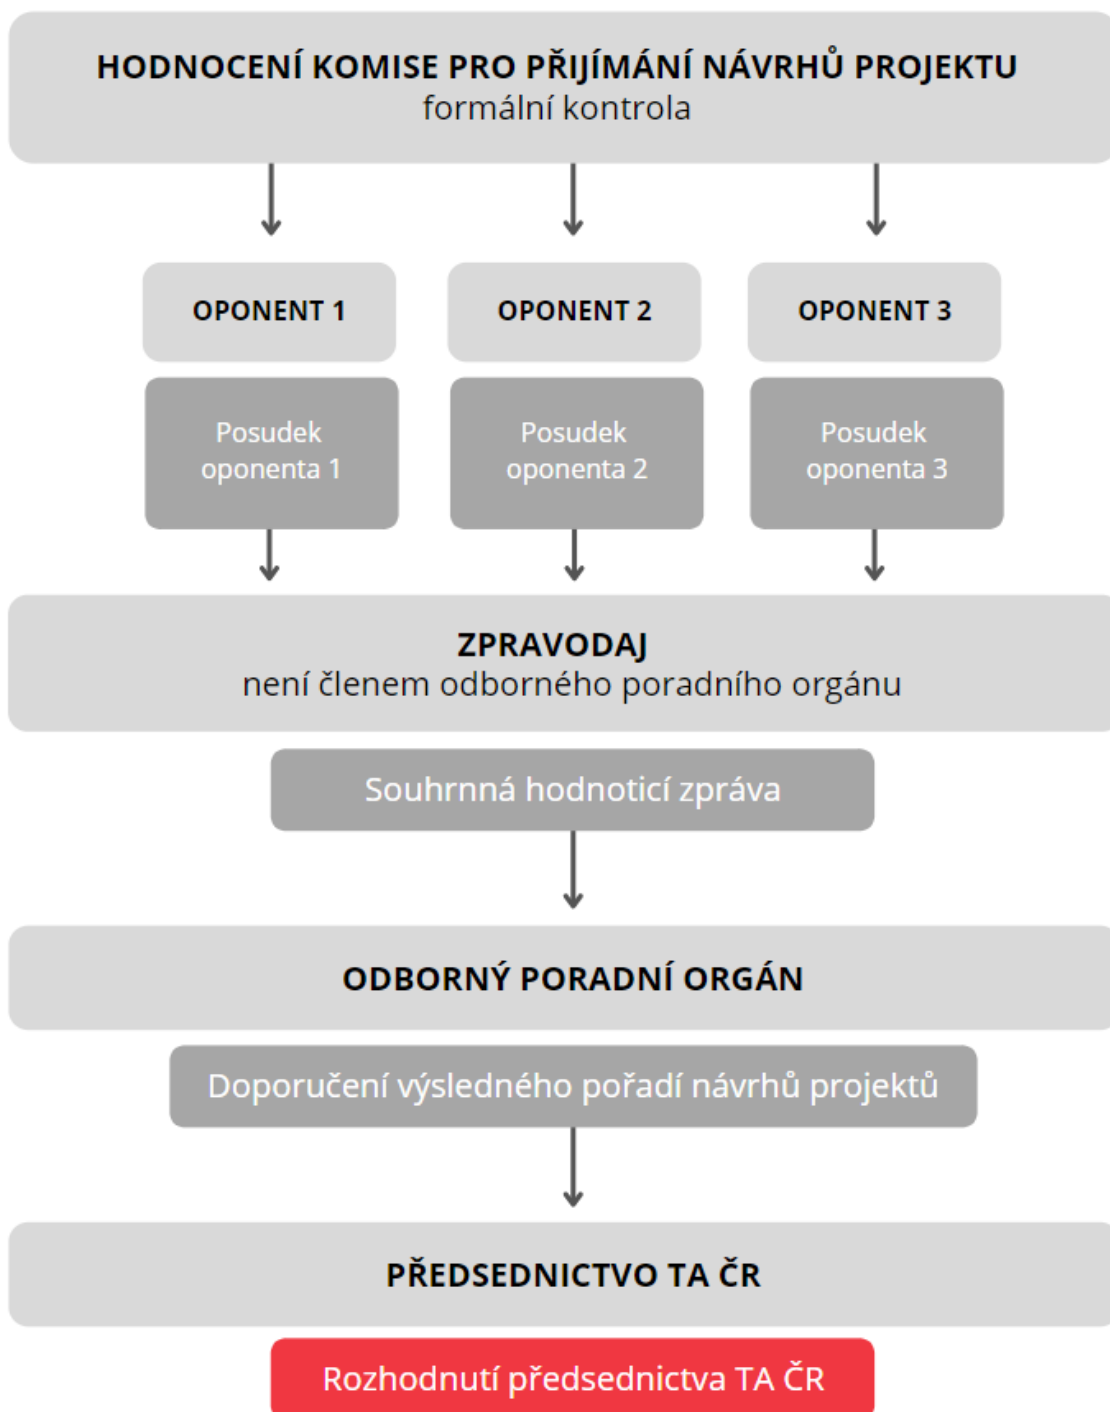 HODNOCENÍ KOMISE PRO PŘIJÍMÁNÍ NÁVRHŮ PROJEKTU
formální kontrola
OPONENT 1
OPONENT 2
OPONENT 3
Posudek
oponenta 1
Posudek
oponenta 2
Posudek
oponenta 3
ZPRAVODAJ
není členem odborného poradního orgánu
Souhrnná hodnoticí zpráva
ODBORNÝ PORADNÍ ORGÁN
Doporučení výsledného pořadí návrhů projektů
PŘEDSEDNICTVO TA ČR
Rozhodnutí předsednictva TA ČR